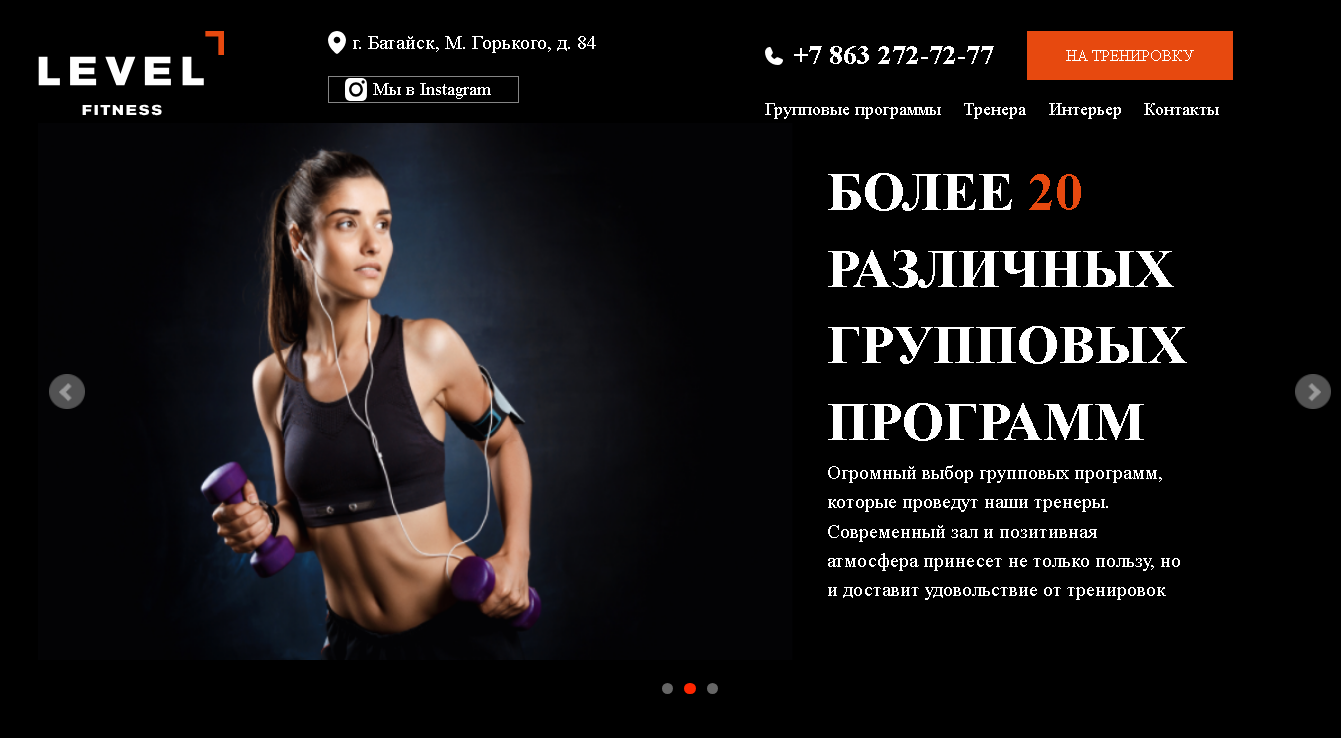 LEVEL
FITNESS
г. Батайск, М. Горького, д. 84
Мы в Instagram
+7 863 272-72-77
НА ТРЕНИРОВКУ
Групповые программы Тренера Интерьер Контакты
БОЛЕЕ 20
РАЗЛИЧНЫХ
ГРУППОВЫХ
ПРОГРАММ
Огромный выбор групповых программ,
которые проведут наши тренеры.
Современный зал и позитивная
атмосфера принесет не только пользу, но
и доставит удовольствие от тренировок